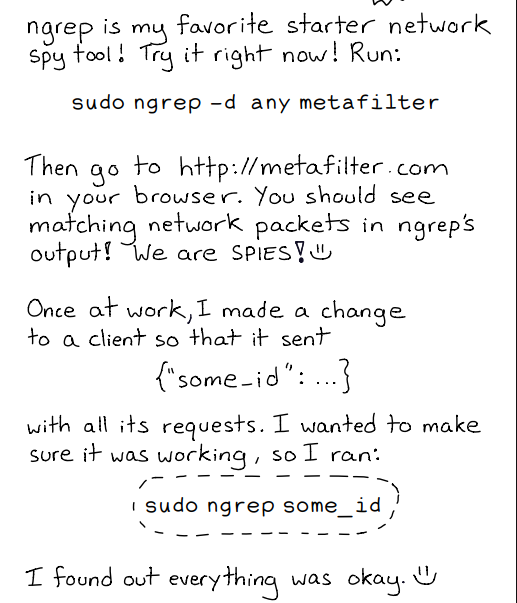 ngrep is my favorite starter network
spy tool! Try it right now! Run:
sudo ngrep -d any metafilter
Then go to http://metafilter.com
in your browser. You should see
matching network packets in ngrep's
output! We are SPIES!
Once at work, I made a change
to a client so that it sent
{"some_id": ...}
with all its requests. I wanted to make
sure it was working, so I ran:
sudo ngrep some_id
I found out everything was okay.